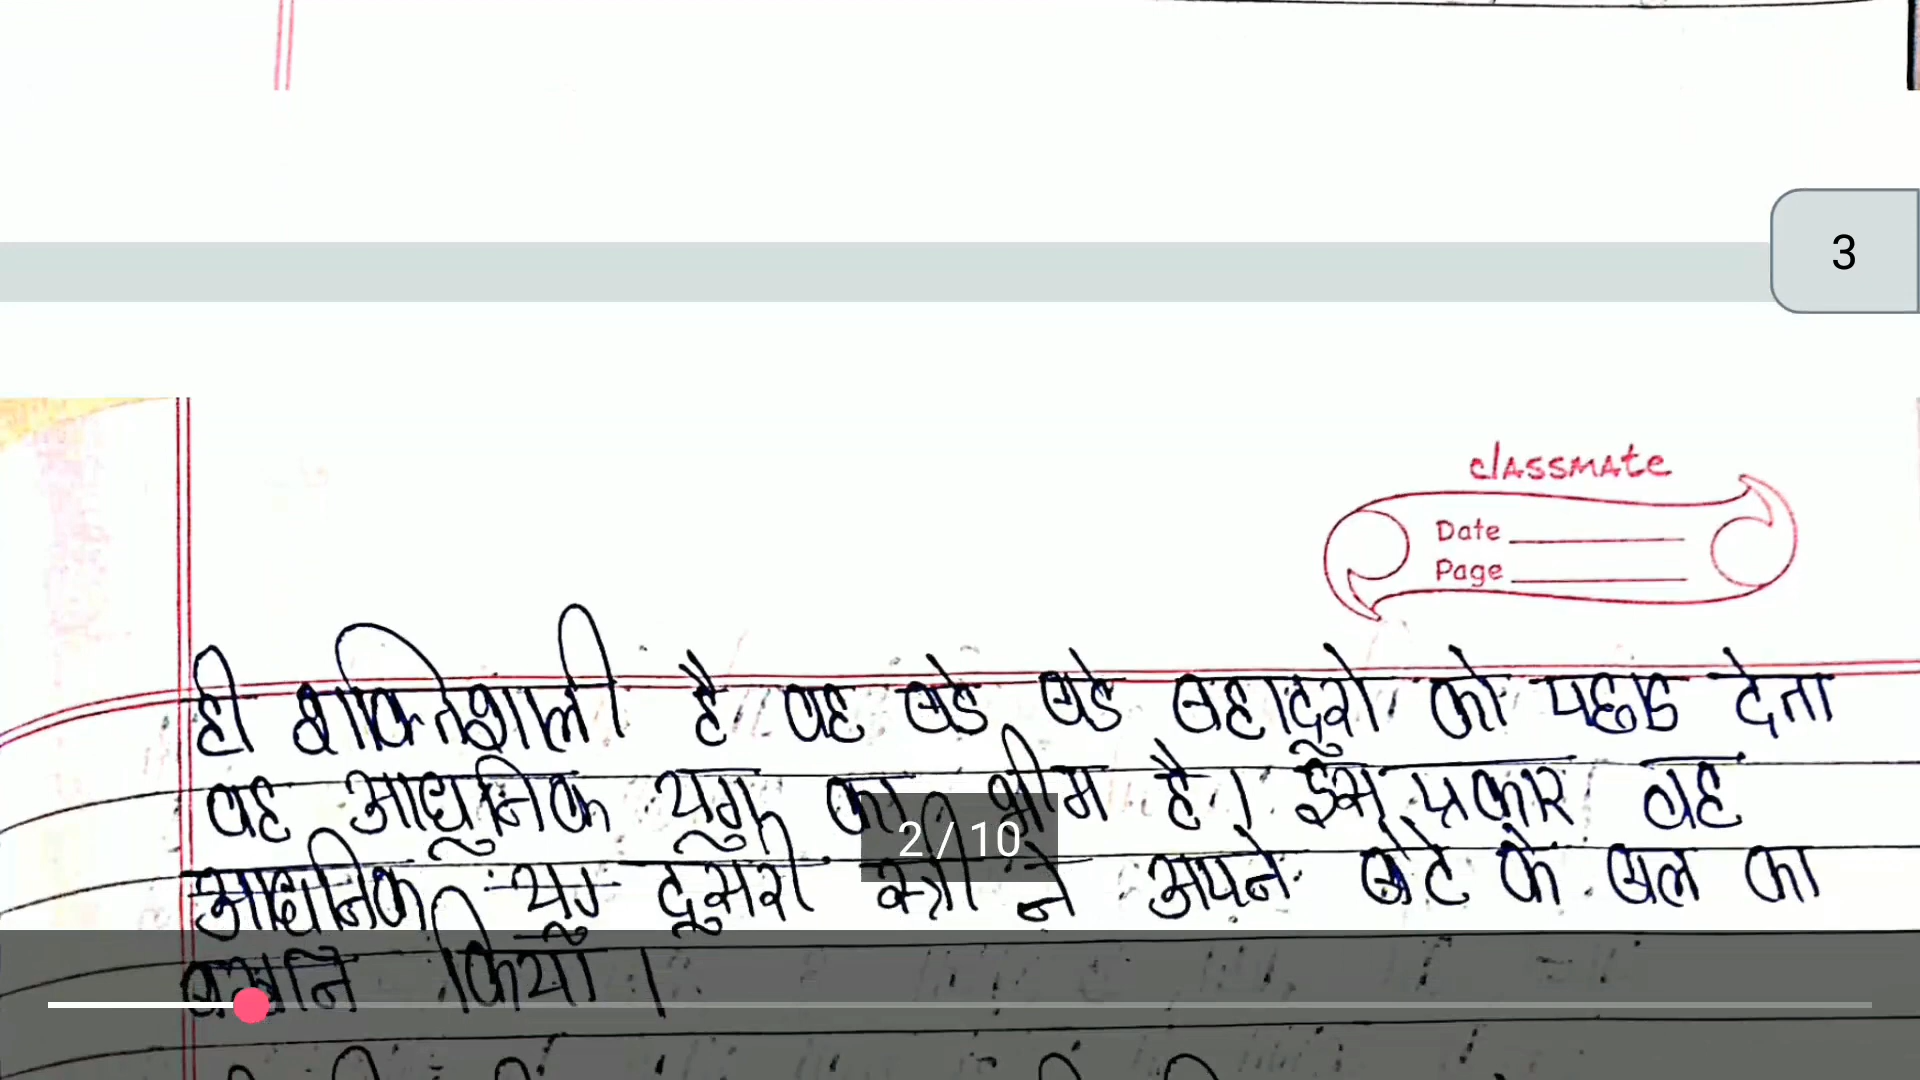 3
classmate
Date
Page
ही शक्तिशाली है वह बडे बडे बहादुरो को पछाड देता
वह आधुनिक युग का भीम है। इस प्रकार वह
2 / 10
आधुनिक युग दूसरी स्त्री ने अपने बेटे के बल का
बखान किया।